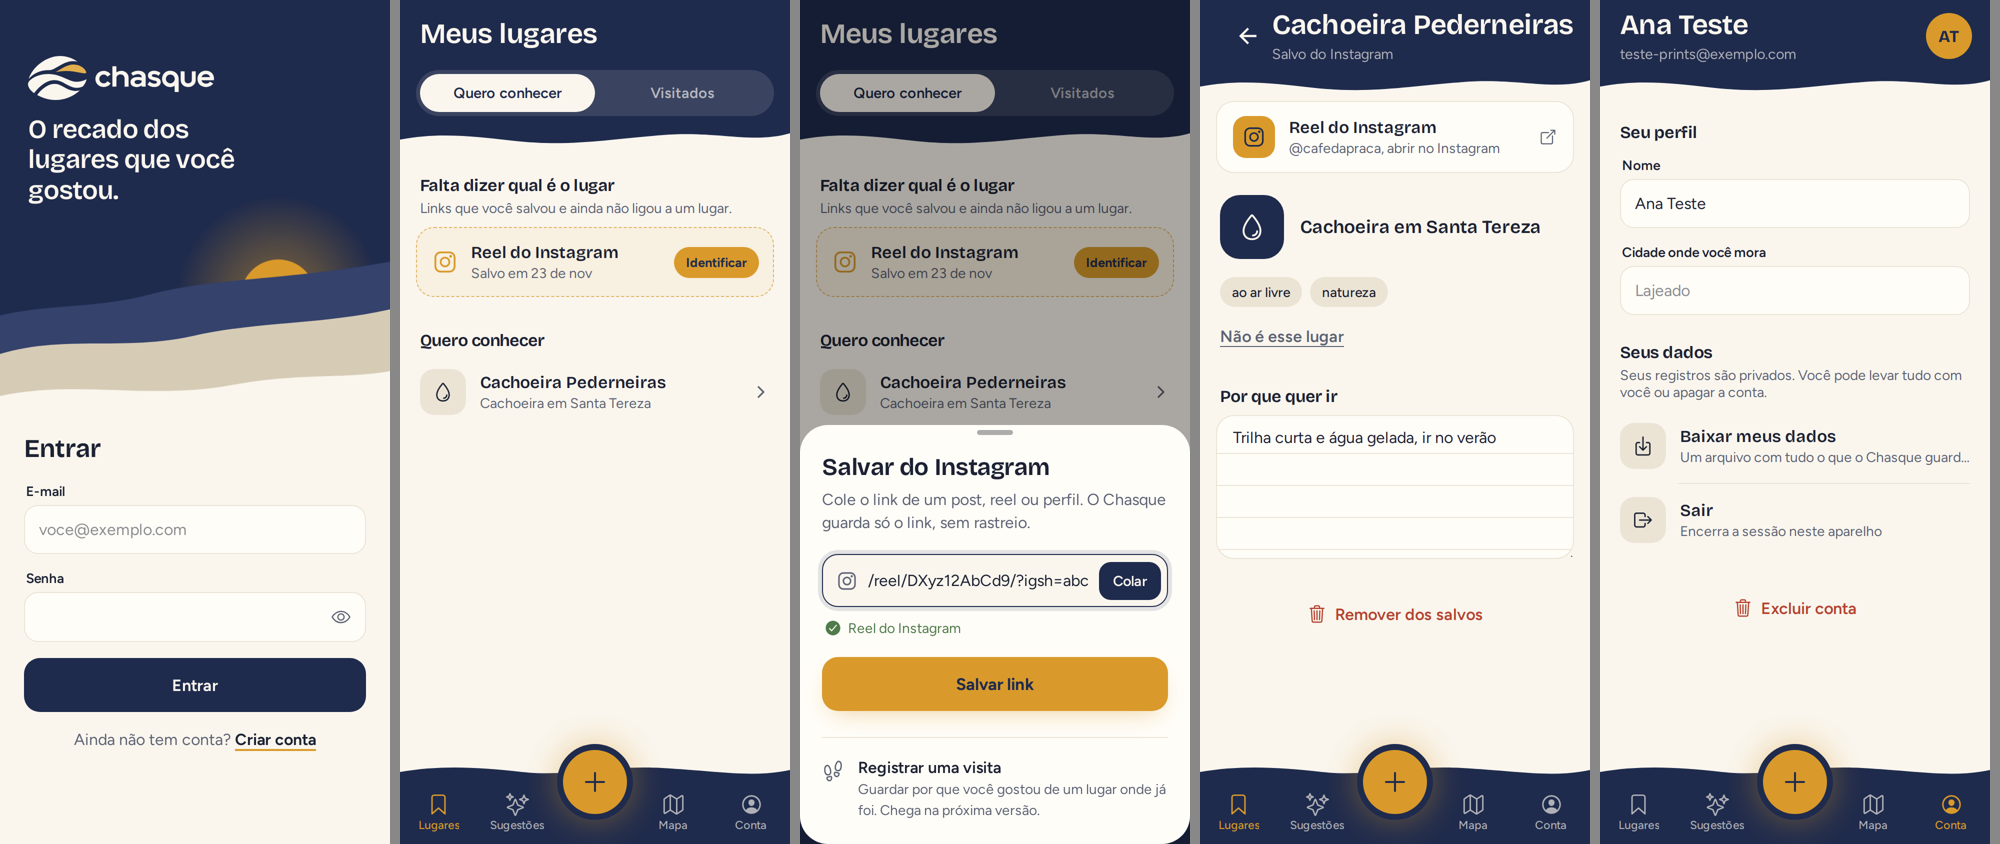 chasque
O recado dos
lugares que você
gostou.
Entrar
E-mail
voce@exemplo.com
Senha
Entrar
Ainda não tem conta? Criar conta
Meus lugares
Quero conhecer
Visitados
Falta dizer qual é o lugar
Links que você salvou e ainda não ligou a um lugar.
Reel do Instagram
Salvo em 23 de nov
Identificar
Quero conhecer
Cachoeira Pederneiras
Cachoeira em Santa Tereza
Lugares
Sugestões
Mapa
Conta
Meus lugares
Quero conhecer
Visitados
Falta dizer qual é o lugar
Links que você salvou e ainda não ligou a um lugar.
Reel do Instagram
Salvo em 23 de nov
Identificar
Quero conhecer
Cachoeira Pederneiras
Cachoeira em Santa Tereza
Salvar do Instagram
Cole o link de um post, reel ou perfil. O Chasque
guarda só o link, sem rastreio.
/reel/DXyz12AbCd9/?igsh=abc
Colar
Reel do Instagram
Salvar link
Registrar uma visita
Guardar por que você gostou de um lugar onde já
foi. Chega na próxima versão.
Cachoeira Pederneiras
Salvo do Instagram
Reel do Instagram
@cafedapraca, abrir no Instagram
Cachoeira em Santa Tereza
ao ar livre
natureza
Não é esse lugar
Por que quer ir
Trilha curta e água gelada, ir no verão
Remover dos salvos
Lugares
Sugestões
Mapa
Conta
Ana Teste
teste-prints@exemplo.com
AT
Seu perfil
Nome
Ana Teste
Cidade onde você mora
Lajeado
Seus dados
Seus registros são privados. Você pode levar tudo com
você ou apagar a conta.
Baixar meus dados
Um arquivo com tudo o que o Chasque guard...
Sair
Encerra a sessão neste aparelho
Excluir conta
Lugares
Sugestões
Mapa
Conta